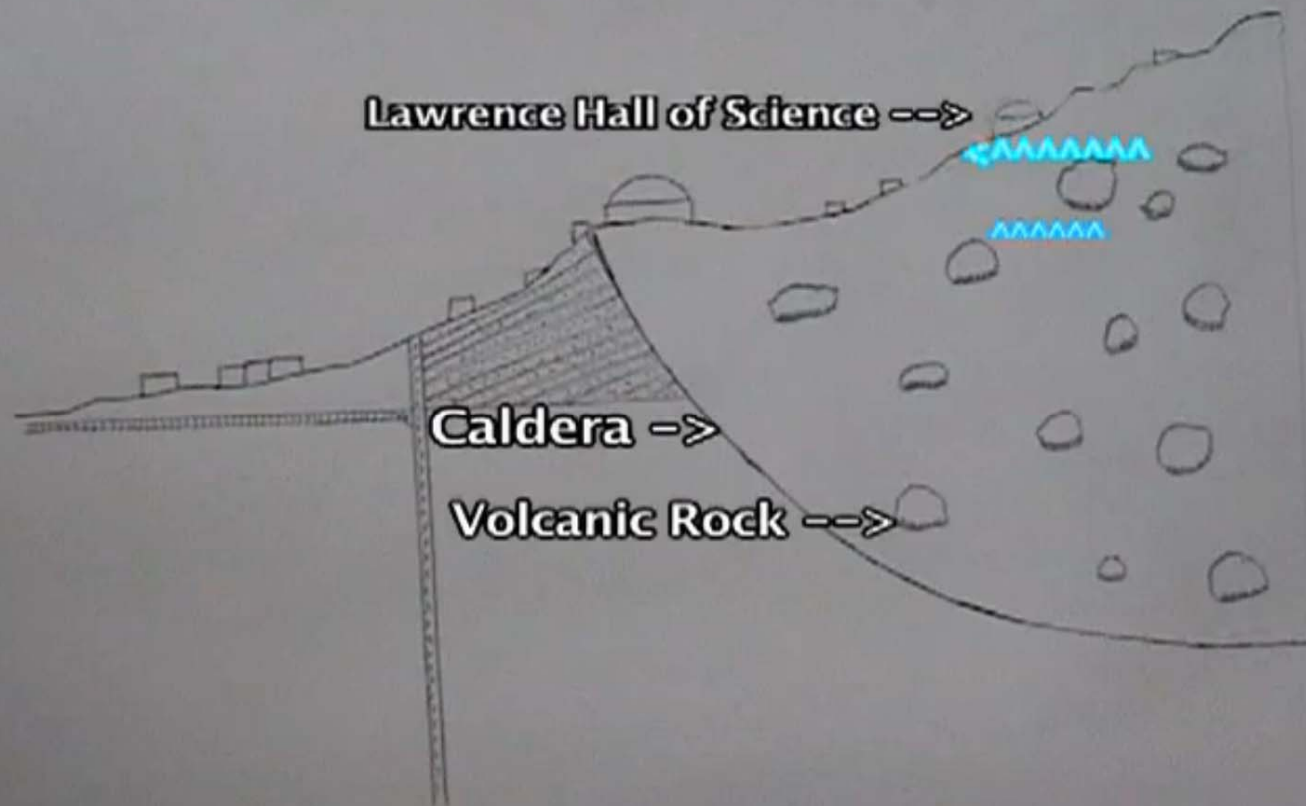 Lawrence Hall of Science -->
<^^^^^^^
^^^^^^
Caldera ->
Volcanic Rock -->